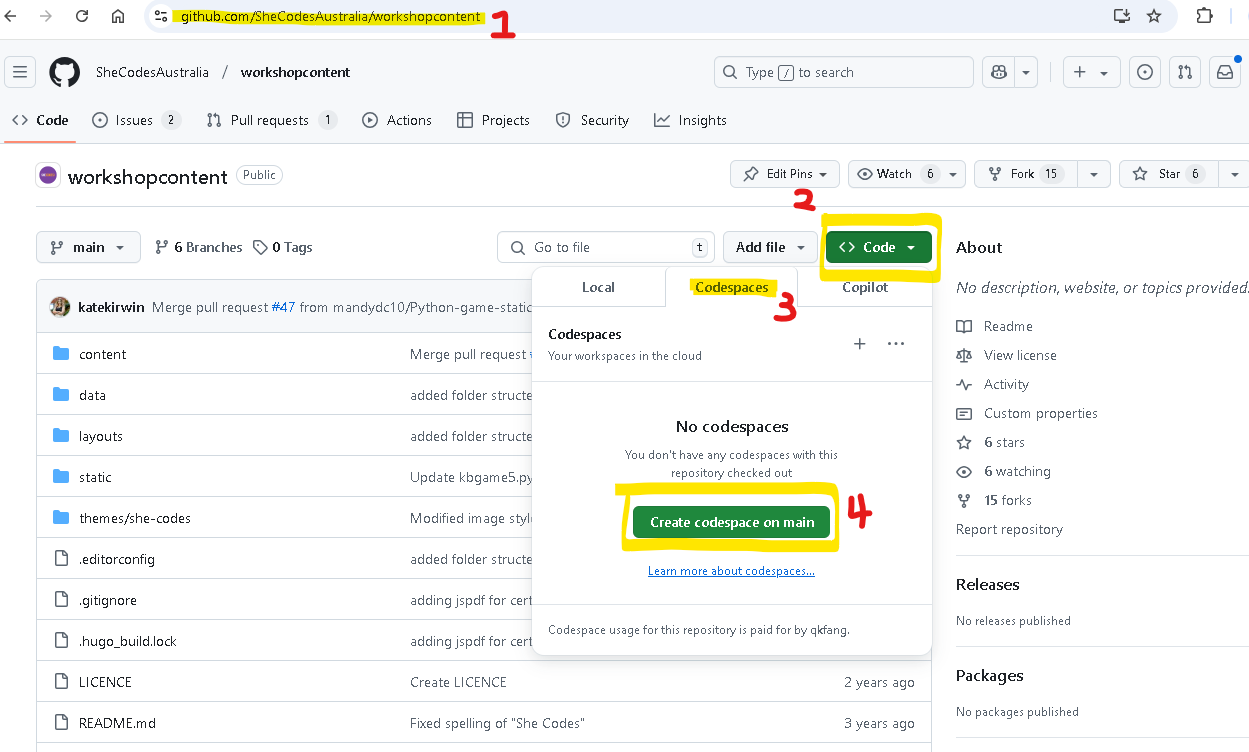 github.com/SheCodesAustralia/workshopcontent 1
SheCodesAustralia / workshopcontent
Type / to search
Code
Issues 2
Pull requests 1
Actions
Projects
Security
Insights
workshopcontent Public
Edit Pins
Watch 6
Fork 15
Star 6
2
main
6 Branches
0 Tags
Go to file t
Add file
<> Code
Local
Codespaces
Copilot
3
Codespaces
Your workspaces in the cloud
+ ...
No codespaces
You don't have any codespaces with this
repository checked out
Create codespace on main
4
Learn more about codespaces...
Codespace usage for this repository is paid for by qkfang.
katekirwin Merge pull request #47 from mandydc10/Python-game-static
content Merge pull request
data added folder structe
layouts added folder structe
static Update kbgame5.py
themes/she-codes Modified image style
.editorconfig added folder structe
.gitignore adding jspdf for cert
.hugo_build.lock adding jspdf for cert
LICENCE Create LICENCE 2 years ago
README.md Fixed spelling of "She Codes" 3 years ago
About
No description, website, or topics provided.
Readme
View license
Activity
Custom properties
6 stars
6 watching
15 forks
Report repository
Releases
No releases published
Packages
No packages published